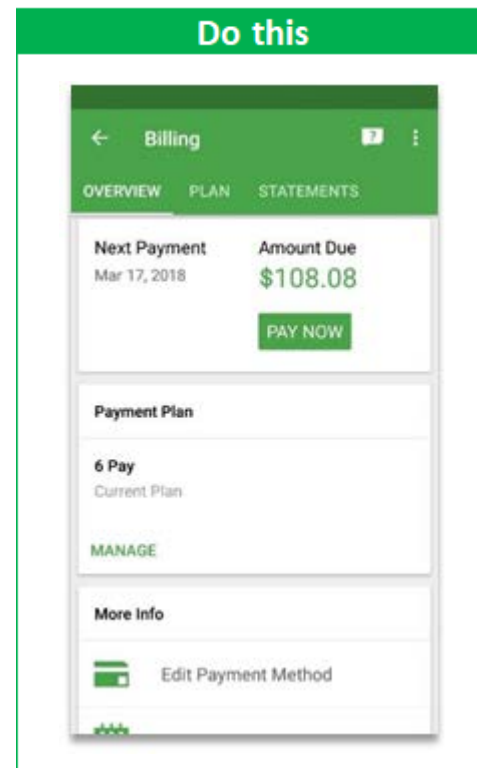 Do this
Billing
?
OVERVIEW PLAN STATEMENTS
Next Payment Amount Due
Mar 17, 2018 $108.08
PAY NOW
Payment Plan
6 Pay
Current Plan
MANAGE
More Info
Edit Payment Method